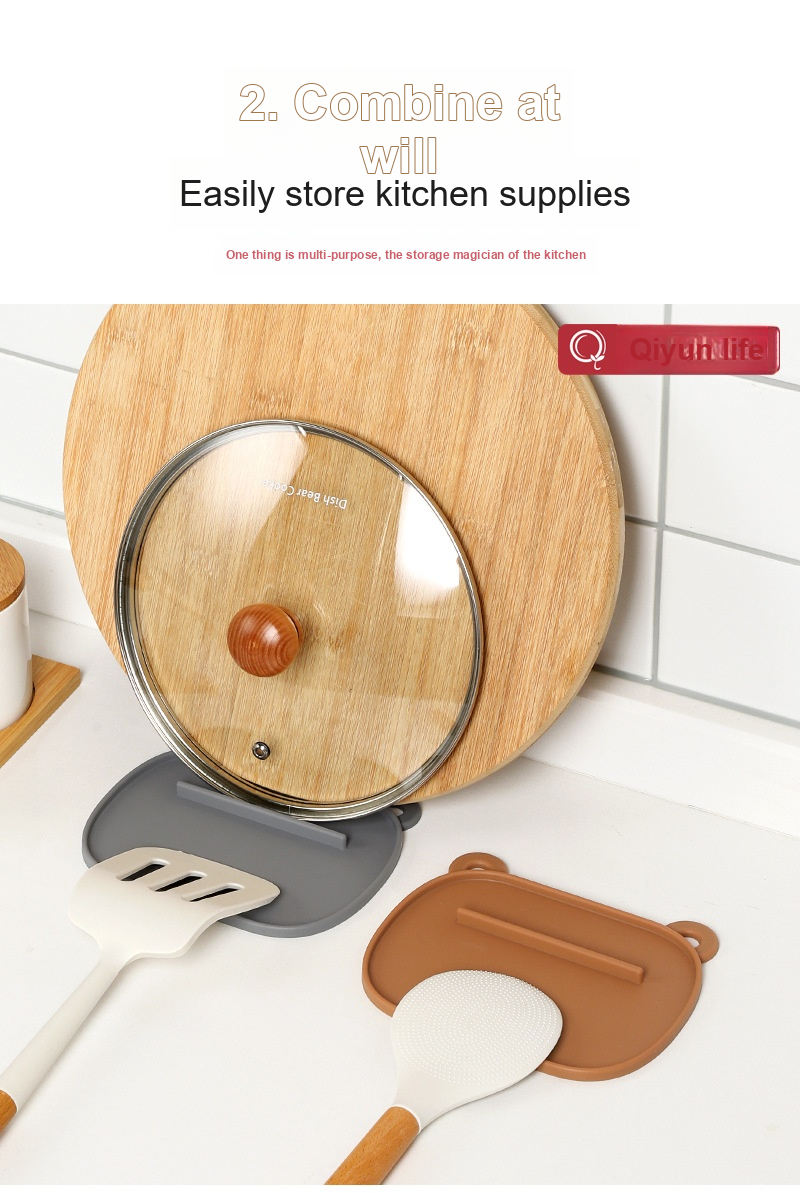 2. Combine at
will
Easily store kitchen supplies
One thing is multi-purpose, the storage magician of the kitchen
Qiyun life
Dish Bear